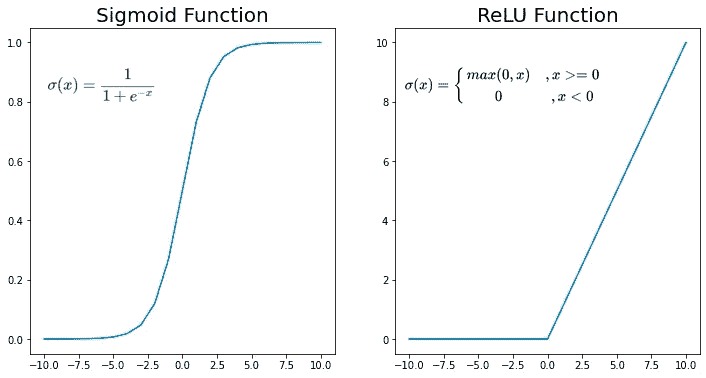 Sigmoid Function
1.0
0.8
0.6
0.4
0.2
0.0
σ(x) = 1 / (1 + e^{-x})
−10.0 −7.5 −5.0 −2.5 0.0 2.5 5.0 7.5 10.0
ReLU Function
10
8
6
4
2
0
σ(x) = { max(0, x) , x >= 0
0 , x < 0
−10.0 −7.5 −5.0 −2.5 0.0 2.5 5.0 7.5 10.0